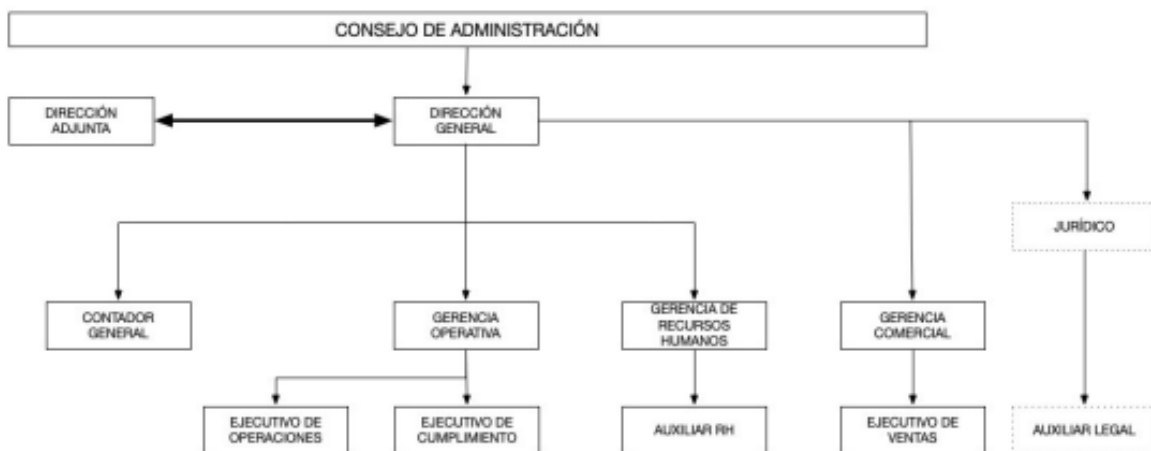 CONSEJO DE ADMINISTRACIÓN
DIRECCIÓN
ADJUNTA
DIRECCIÓN
GENERAL
JURÍDICO
CONTADOR
GENERAL
GERENCIA
OPERATIVA
GERENCIA DE
RECURSOS
HUMANOS
GERENCIA
COMERCIAL
EJECUTIVO DE
OPERACIONES
EJECUTIVO DE
CUMPLIMIENTO
AUXILIAR RH
EJECUTIVO DE
VENTAS
AUXILIAR LEGAL